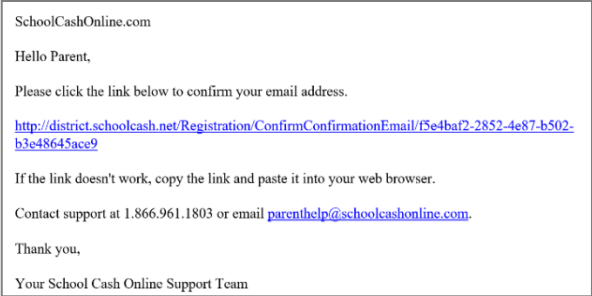 SchoolCashOnline.com
Hello Parent,
Please click the link below to confirm your email address.
http://district.schoolcash.net/Registration/ConfirmConfirmationEmail/f5e4baf2-2852-4e87-b502-
b3e48645ace9
If the link doesn't work, copy the link and paste it into your web browser.
Contact support at 1.866.961.1803 or email parenthelp@schoolcashonline.com.
Thank you,
Your School Cash Online Support Team